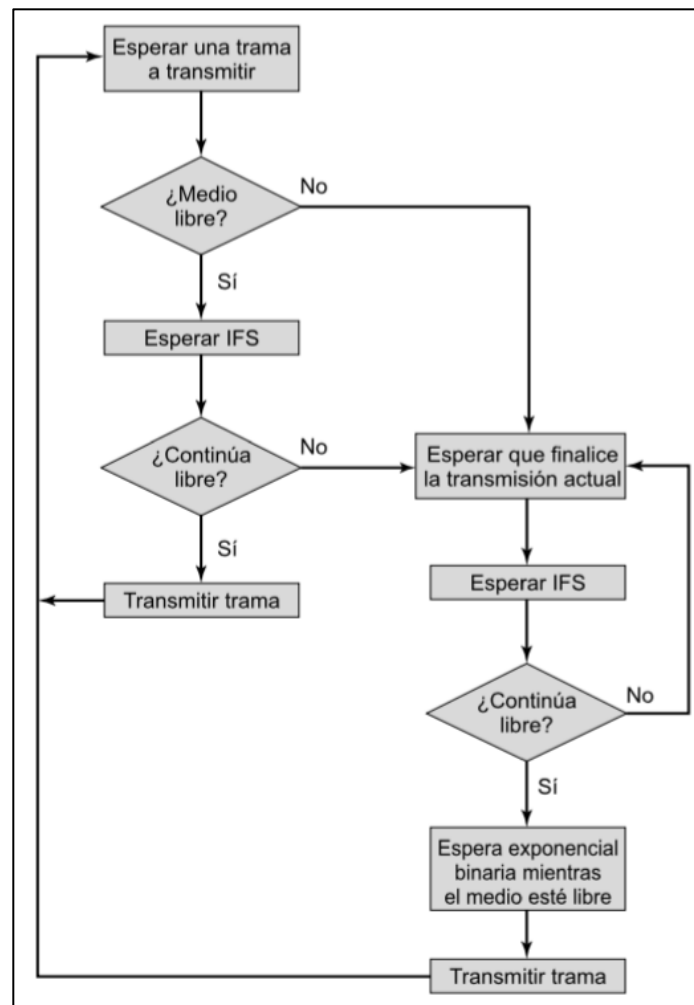 Esperar una trama
a transmitir
¿Medio
libre?
No
Sí
Esperar IFS
¿Continúa
libre?
No
Sí
Transmitir trama
Esperar que finalice
la transmisión actual
Esperar IFS
¿Continúa
libre?
No
Sí
Espera exponencial
binaria mientras
el medio esté libre
Transmitir trama